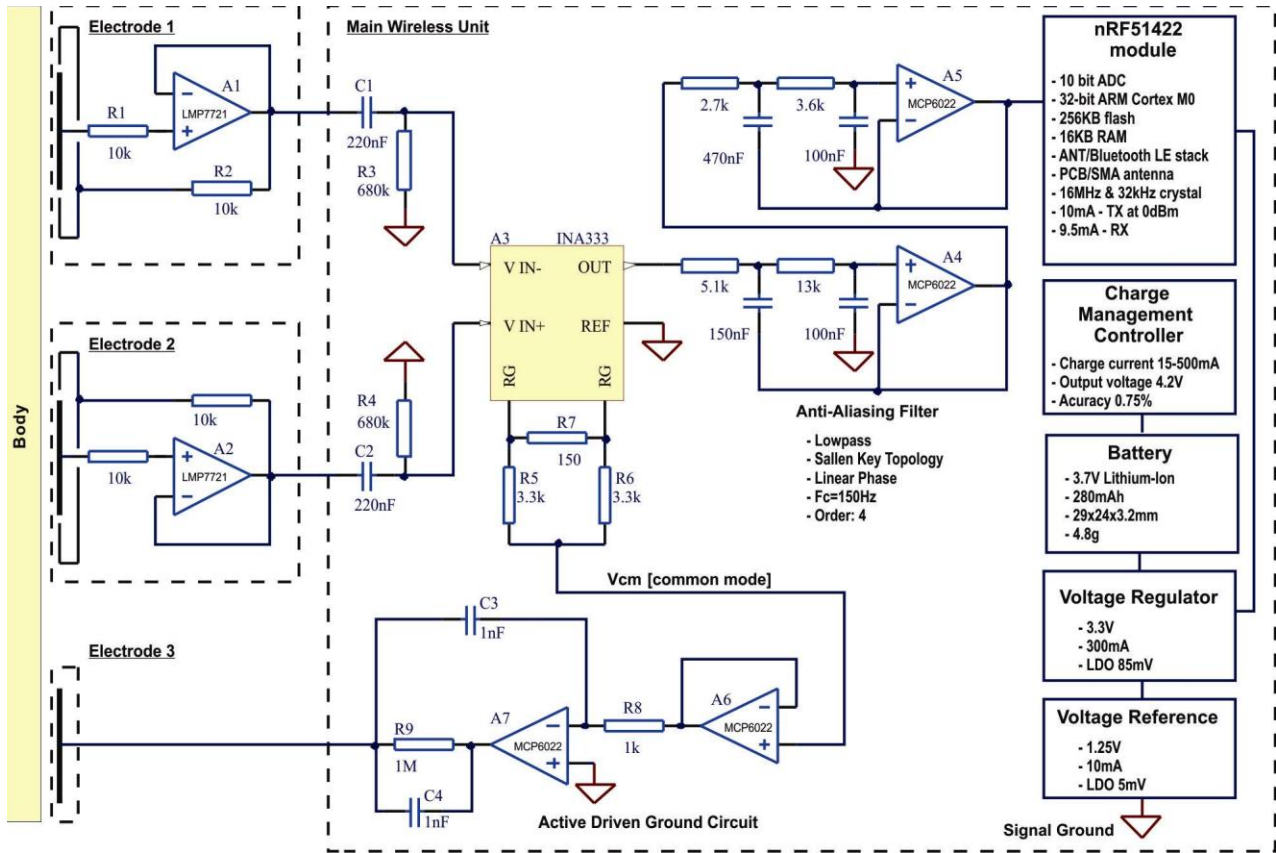 Body
Electrode 1
A1
LMP7721
R1
10k
R2
10k
Electrode 2
10k
A2
LMP7721
10k
Electrode 3
Main Wireless Unit
C1
220nF
R3
680k
R4
680k
C2
220nF
A3
INA333
V IN-
OUT
V IN+
REF
RG
RG
R7
150
R5
3.3k
R6
3.3k
Vcm [common mode]
2.7k
3.6k
A5
MCP6022
470nF
100nF
5.1k
13k
A4
MCP6022
150nF
100nF
Anti-Aliasing Filter
- Lowpass
- Sallen Key Topology
- Linear Phase
- Fc=150Hz
- Order: 4
C3
1nF
R9
1M
C4
1nF
A7
MCP6022
R8
1k
A6
MCP6022
Active Driven Ground Circuit
nRF51422
module
- 10 bit ADC
- 32-bit ARM Cortex M0
- 256KB flash
- 16KB RAM
- ANT/Bluetooth LE stack
- PCB/SMA antenna
- 16MHz & 32kHz crystal
- 10mA - TX at 0dBm
- 9.5mA - RX
Charge
Management
Controller
- Charge current 15-500mA
- Output voltage 4.2V
- Acuracy 0.75%
Battery
- 3.7V Lithium-Ion
- 280mAh
- 29x24x3.2mm
- 4.8g
Voltage Regulator
- 3.3V
- 300mA
- LDO 85mV
Voltage Reference
- 1.25V
- 10mA
- LDO 5mV
Signal Ground